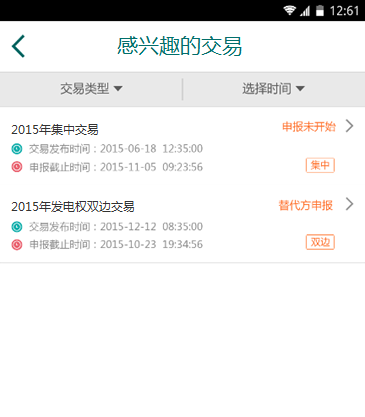 12:61
感兴趣的交易
交易类型 选择时间
2015年集中交易 申报未开始
交易发布时间：2015-06-18 12:35:00
申报截止时间：2015-11-05 09:23:56 集中
2015年发电权双边交易 替代方申报
交易发布时间：2015-12-12 08:35:00
申报截止时间：2015-10-23 19:34:56 双边